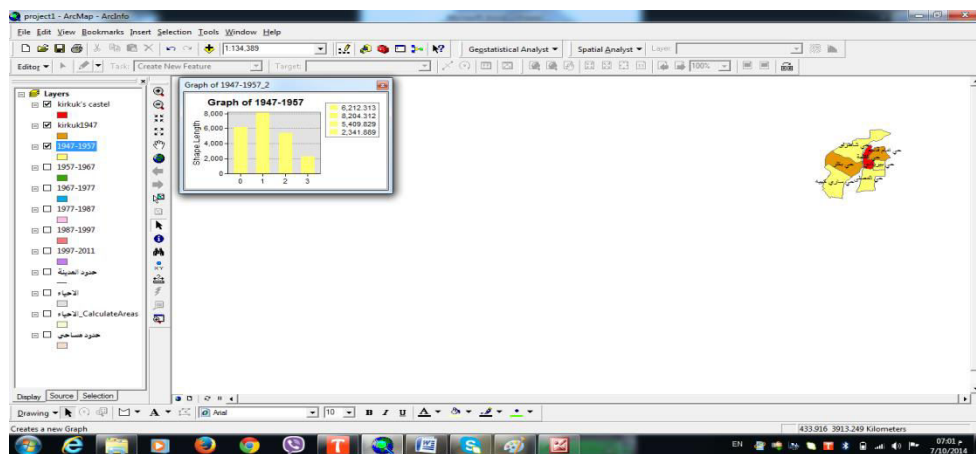 project1 - ArcMap - ArcInfo
File Edit View Bookmarks Insert Selection Tools Window Help
1:134,389
Geostatistical Analyst
Spatial Analyst
Layer:
Editor
Task: Create New Feature
Target:
100%
Layers
kirkuk's castel
kirkuk1947
1947-1957
1957-1967
1967-1977
1977-1987
1987-1997
1997-2011
حدود المدينة
الاحياء
الاحياء_CalculateAreas
حدود مساحي
Display Source Selection
Graph of 1947-1957_2
Graph of 1947-1957
Shape_Length
8,000
6,000
4,000
2,000
0
0 1 2 3
6,212.313
8,204.312
5,409.829
2,341.889
Drawing
Arial
10
B I U A
Creates a new Graph
433.916 3913.249 Kilometers
EN
07:01 م
7/10/2014